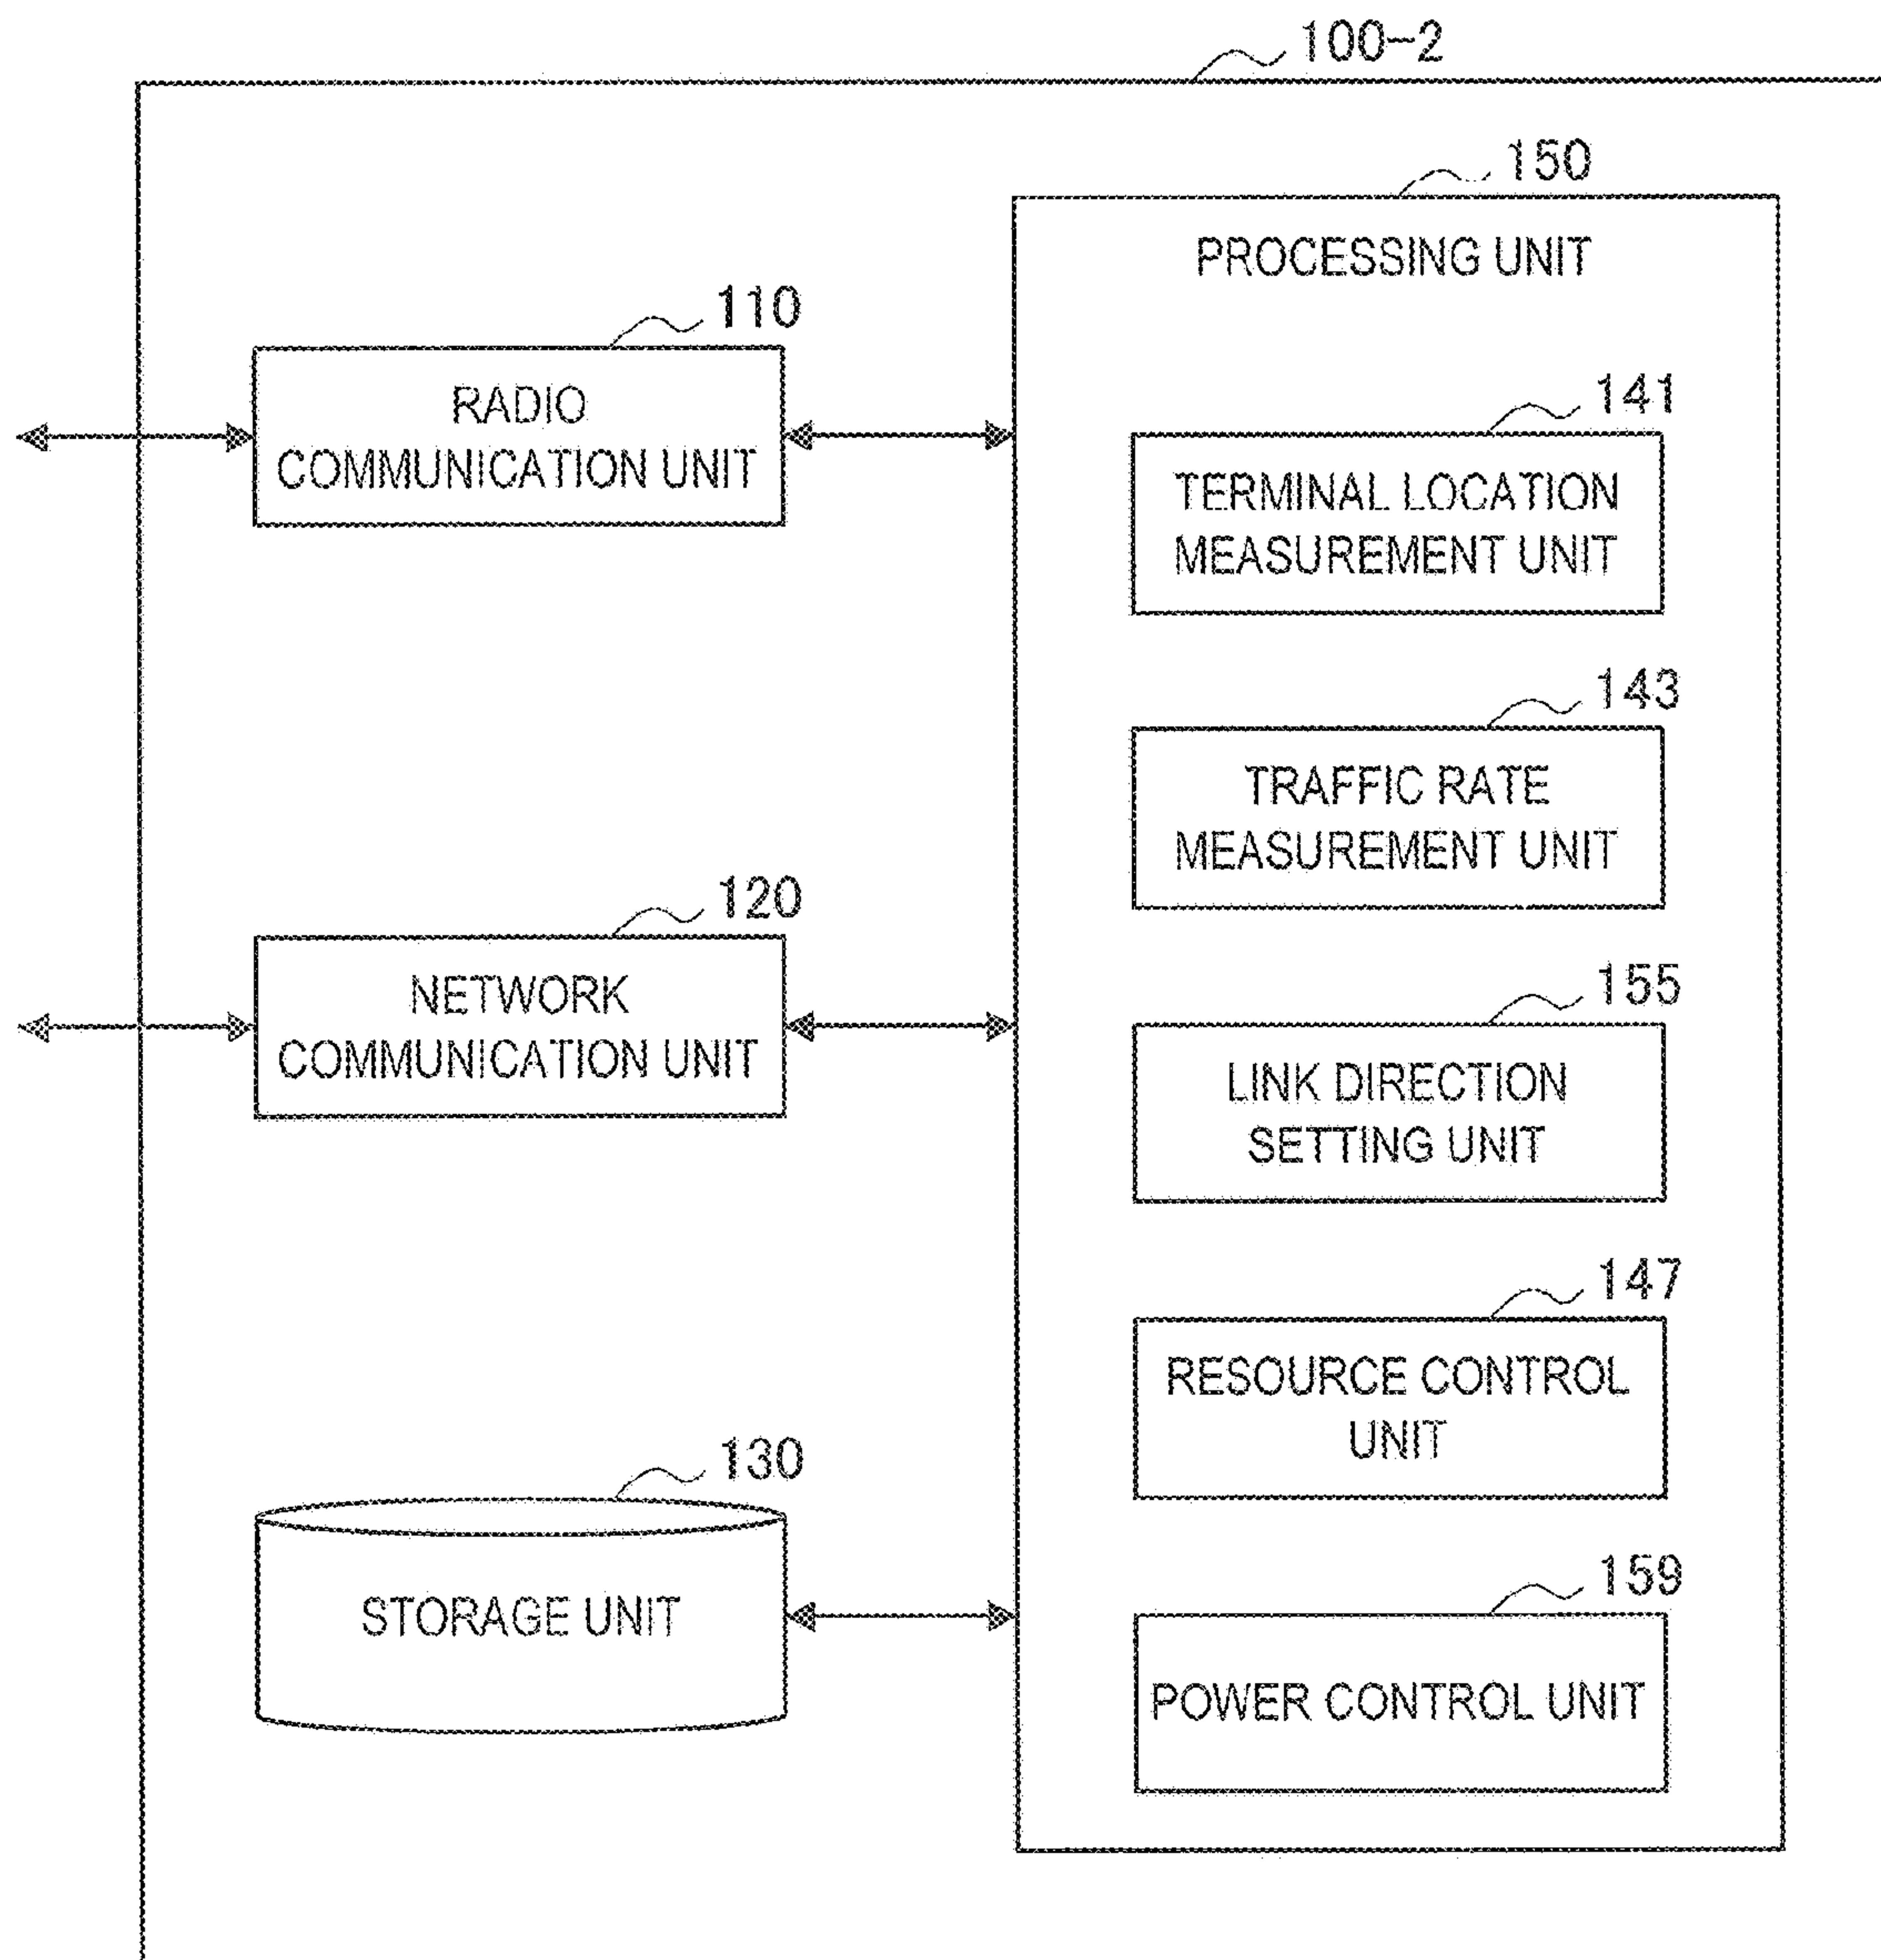 100-2
150
PROCESSING UNIT
110
RADIO
COMMUNICATION UNIT
141
TERMINAL LOCATION
MEASUREMENT UNIT
143
TRAFFIC RATE
MEASUREMENT UNIT
120
NETWORK
COMMUNICATION UNIT
155
LINK DIRECTION
SETTING UNIT
147
RESOURCE CONTROL
UNIT
130
STORAGE UNIT
159
POWER CONTROL UNIT